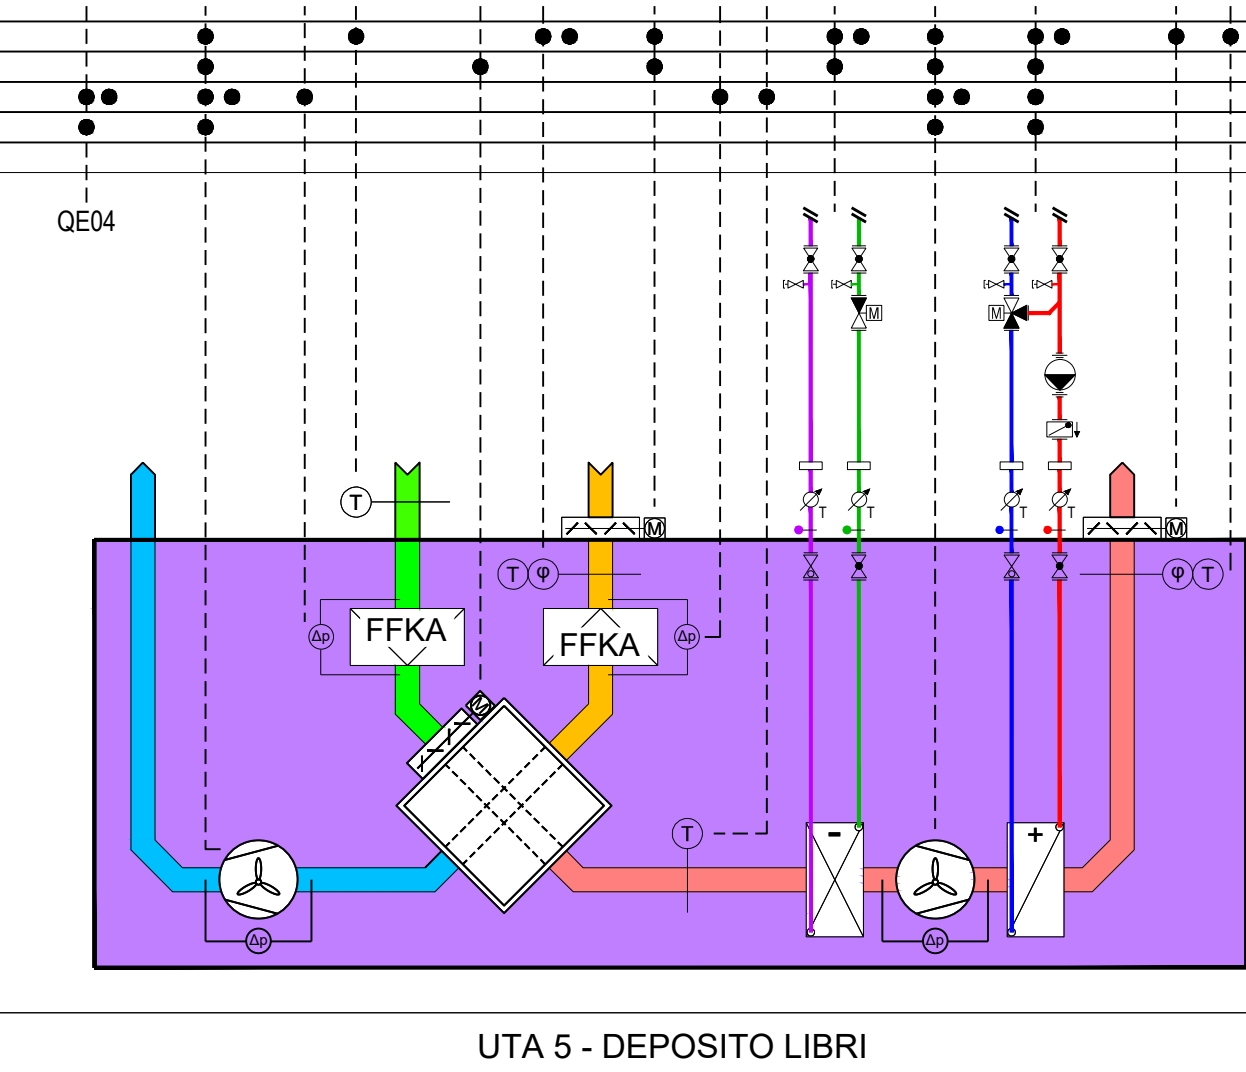 QE04
M
M
T
T
T
T
T
M
M
T φ
φ T
Δp
FFKA
FFKA
Δp
M
T
-
+
Δp
Δp
UTA 5 - DEPOSITO LIBRI